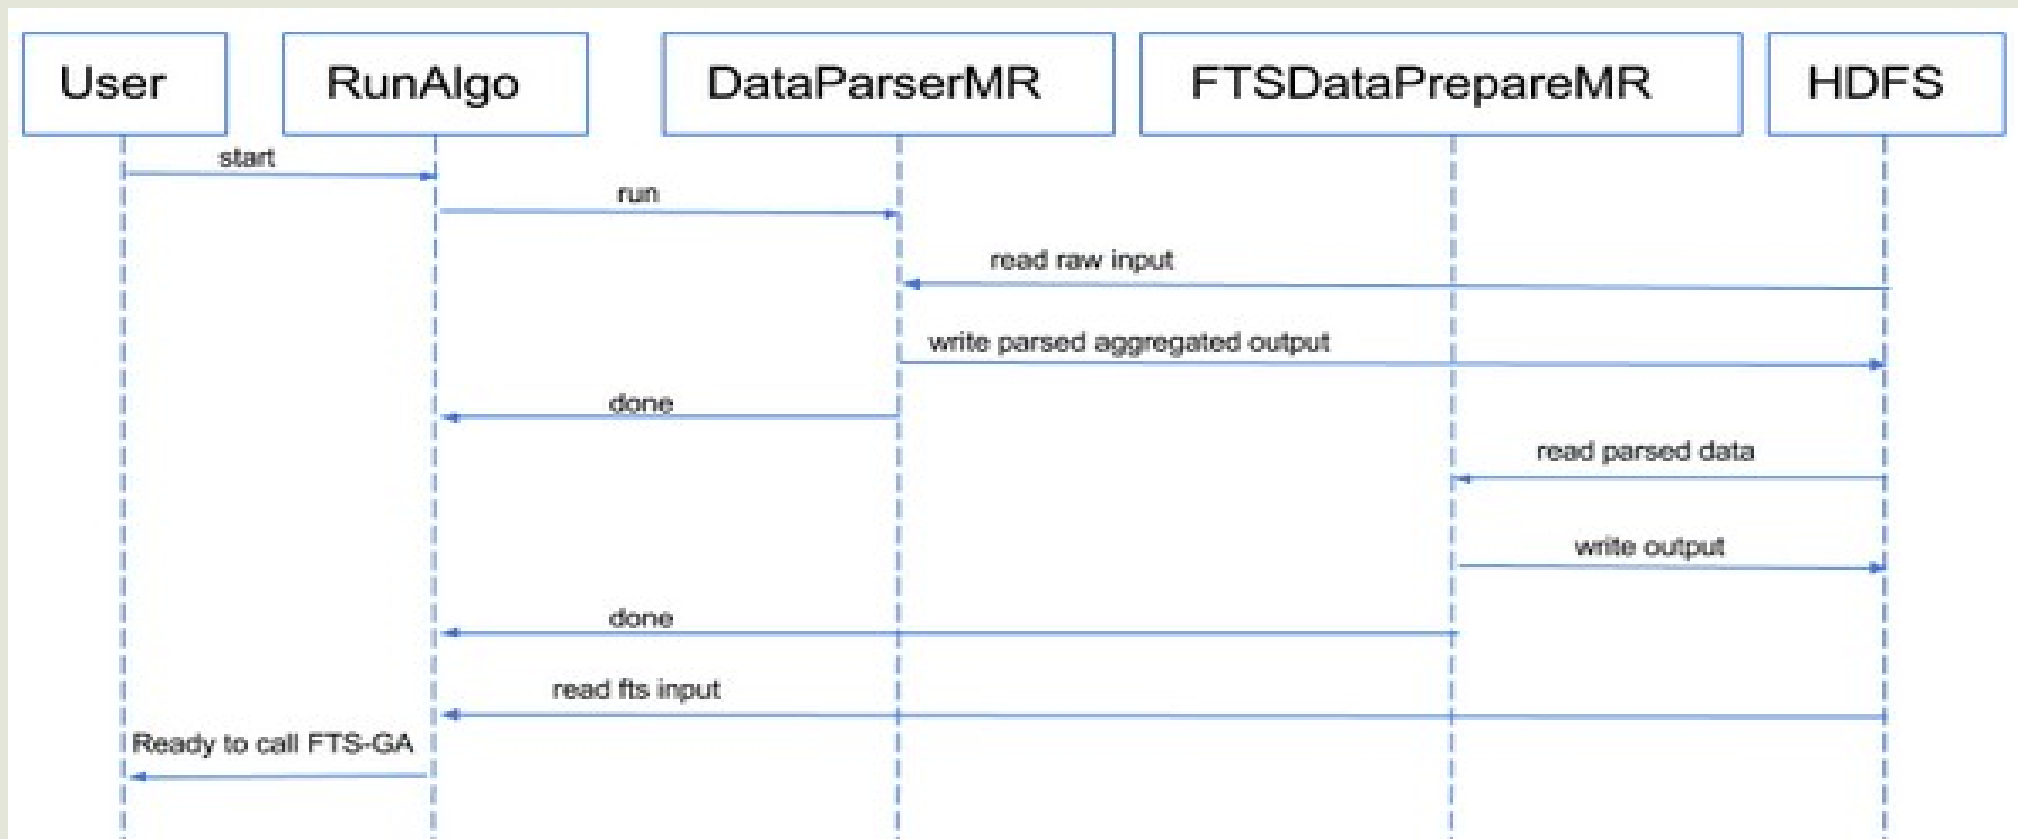 User
RunAlgo
DataParserMR
FTSDataPrepareMR
HDFS
start
run
read raw input
write parsed aggregated output
done
read parsed data
write output
done
read fts input
Ready to call FTS-GA